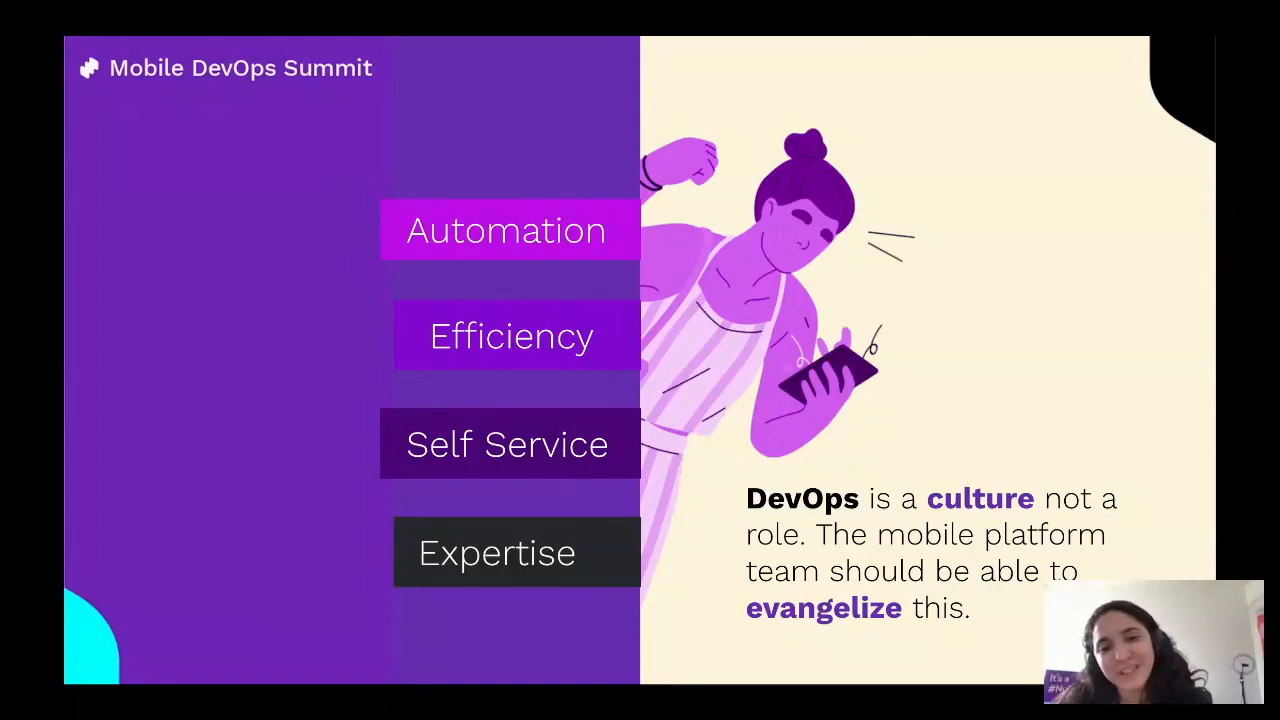 Mobile DevOps Summit
Automation
Efficiency
Self Service
Expertise
DevOps is a culture not a
role. The mobile platform
team should be able to
evangelize this.
It's a